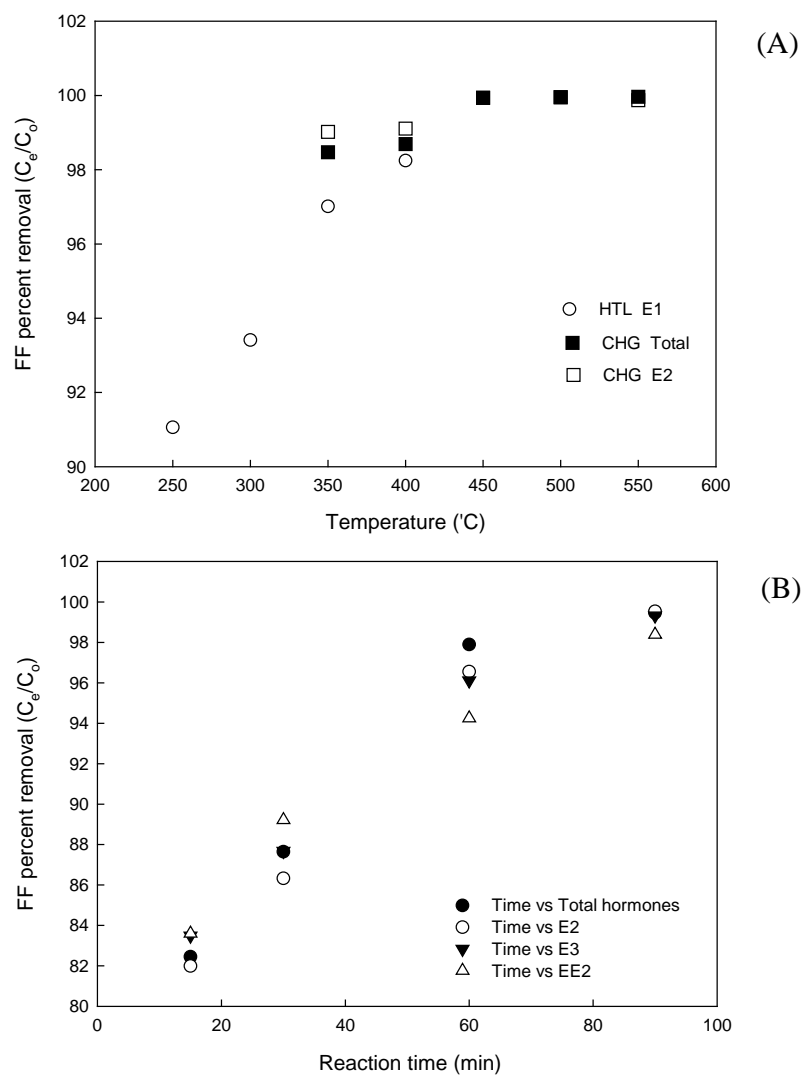 (A)
FF percent removal (Ce/Co)
102
100
98
96
94
92
90
200 250 300 350 400 450 500 550 600
Temperature ('C)
HTL E1
CHG Total
CHG E2
(B)
FF percent removal (Ce/Co)
102
100
98
96
94
92
90
88
86
84
82
80
0 20 40 60 80 100
Reaction time (min)
Time vs Total hormones
Time vs E2
Time vs E3
Time vs EE2